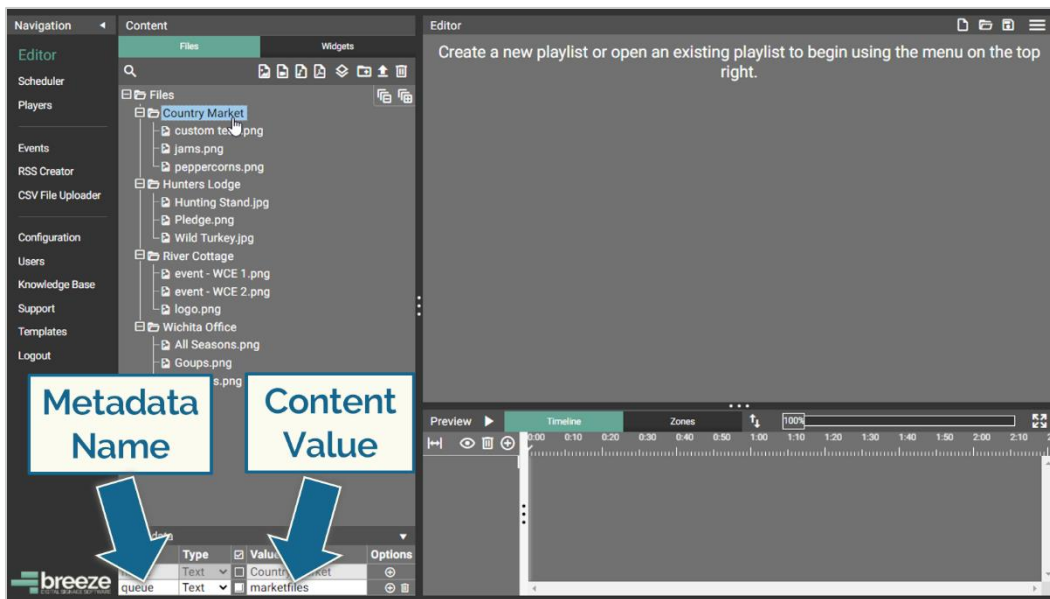 Navigation
Content
Editor
Editor
Scheduler
Players
Events
RSS Creator
CSV File Uploader
Configuration
Users
Knowledge Base
Support
Templates
Logout
Files
Widgets
Files
Country Market
custom te .png
jams.png
peppercorns.png
Hunters Lodge
Hunting Stand.jpg
Pledge.png
Wild Turkey.jpg
River Cottage
event - WCE 1.png
event - WCE 2.png
logo.png
Wichita Office
All Seasons.png
Goups.png
s.png
Create a new playlist or open an existing playlist to begin using the menu on the top
right.
Metadata
Name
Content
Value
Preview
Timeline
Zones
100%
0:00 0:10 0:20 0:30 0:40 0:50 1:00 1:10 1:20 1:30 1:40 1:50 2:00 2:10 2
data
Type Value Options
Text Country Market
queue Text marketfiles
breeze
DIGITAL SIGNAGE SOFTWARE